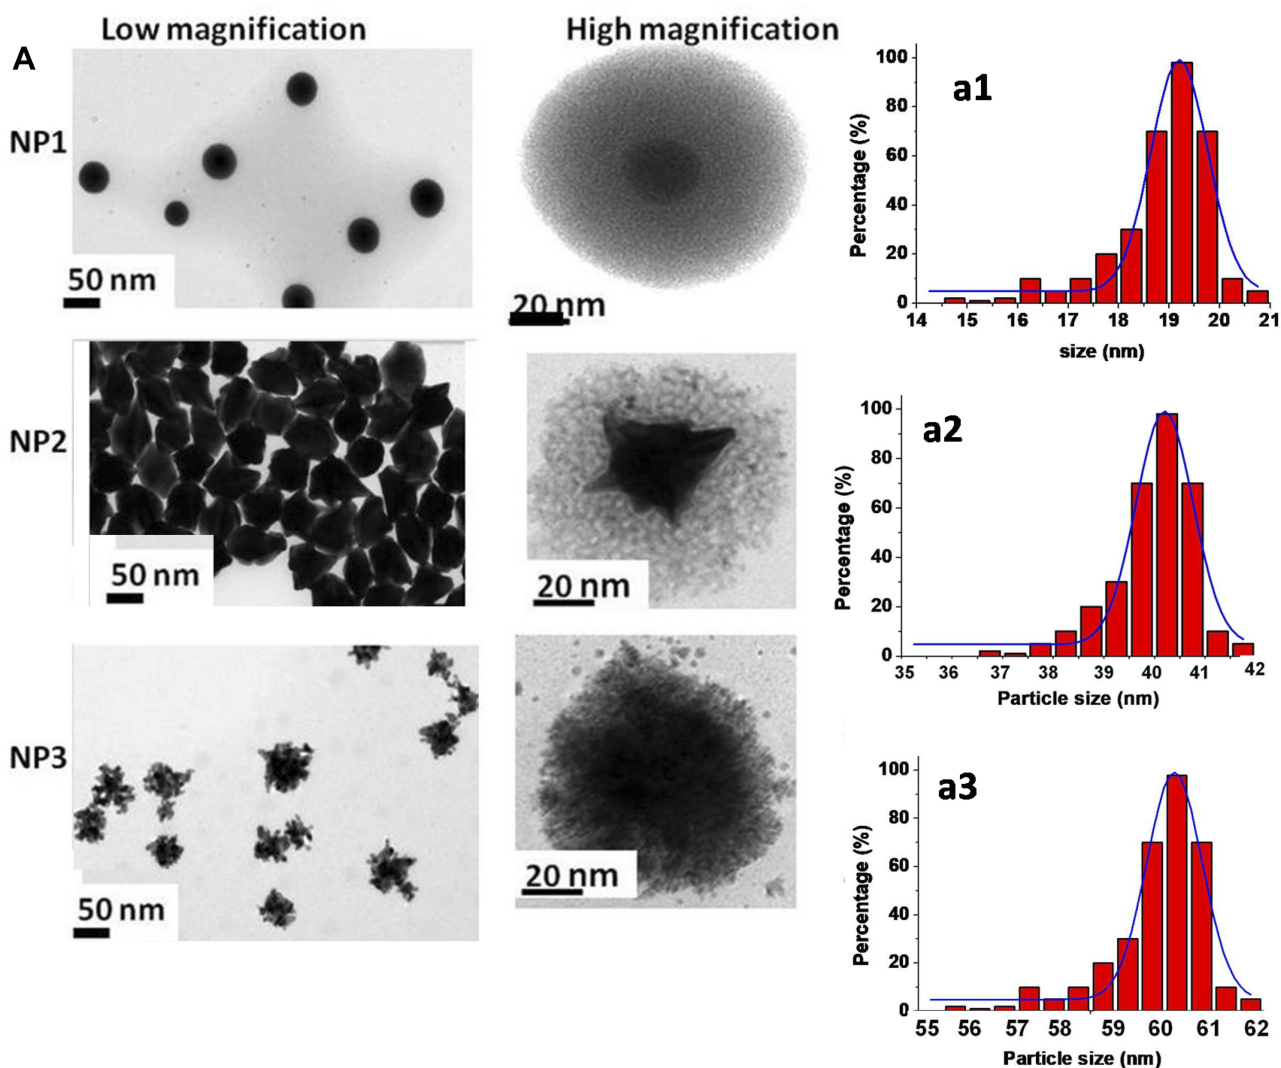 A
Low magnification
High magnification
NP1
50 nm
20 nm
a1
Percentage (%)
100
80
60
40
20
0
14 15 16 17 18 19 20 21
size (nm)
NP2
50 nm
20 nm
a2
Percentage (%)
100
80
60
40
20
0
35 36 37 38 39 40 41 42
Particle size (nm)
NP3
50 nm
20 nm
a3
Percentage (%)
100
80
60
40
20
0
55 56 57 58 59 60 61 62
Particle size (nm)